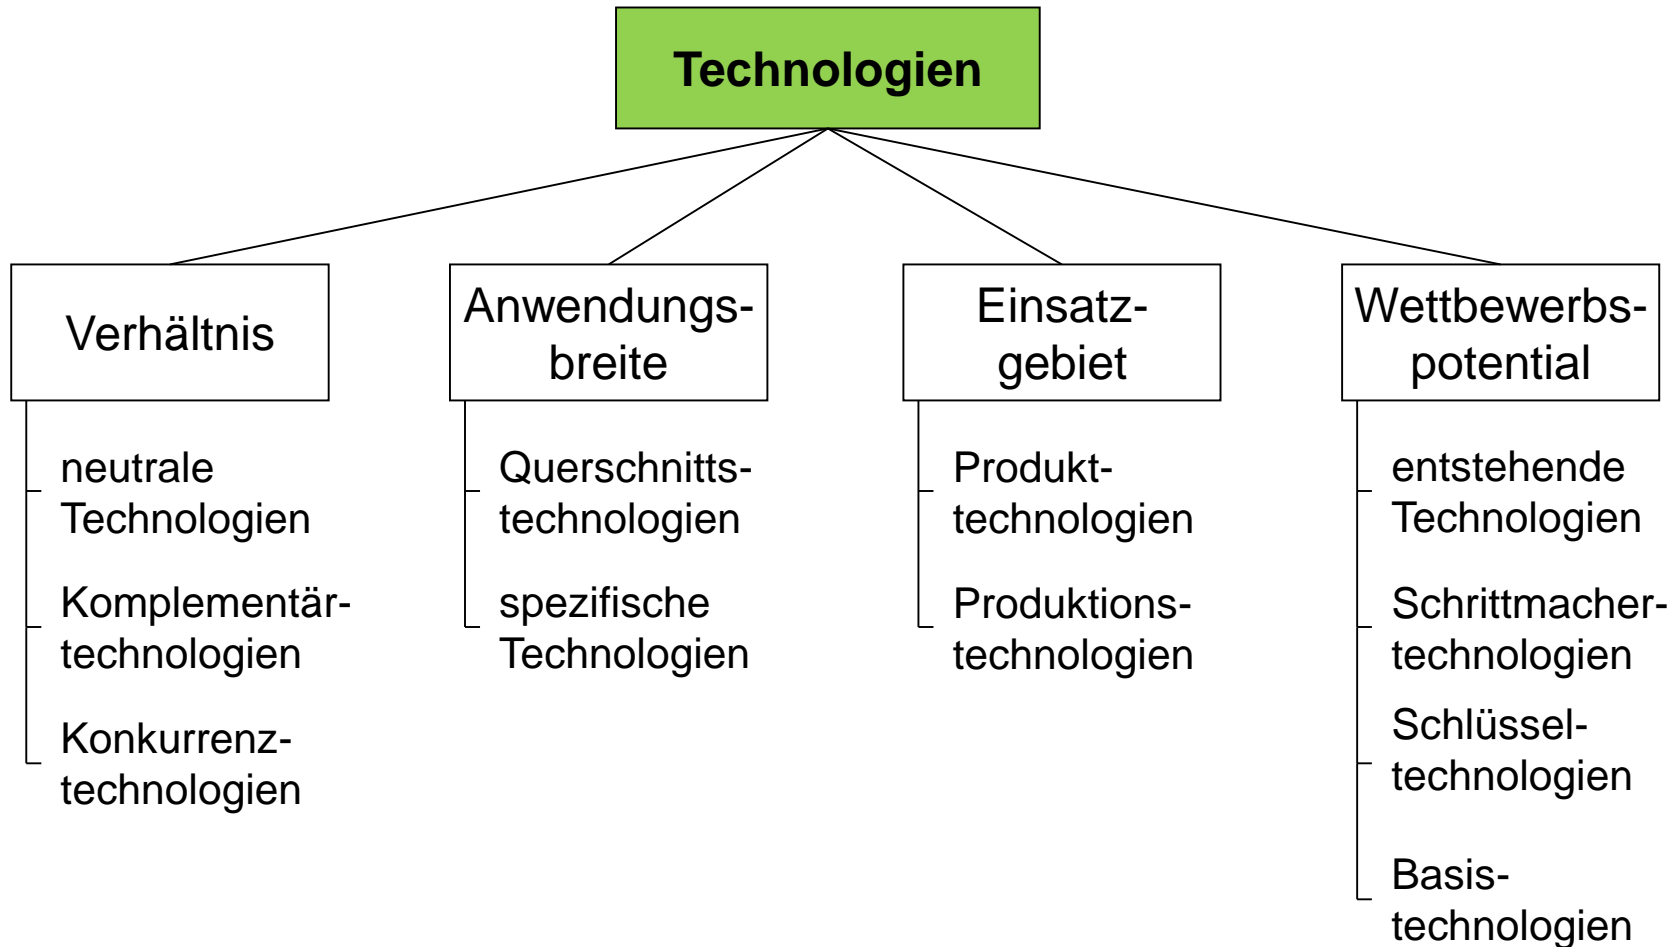 Technologien
Verhältnis
neutrale
Technologien
Komplementär-
technologien
Konkurrenz-
technologien
Anwendungs-
breite
Querschnitts-
technologien
spezifische
Technologien
Einsatz-
gebiet
Produkt-
technologien
Produktions-
technologien
Wettbewerbs-
potential
entstehende
Technologien
Schrittmacher-
technologien
Schlüssel-
technologien
Basis-
technologien